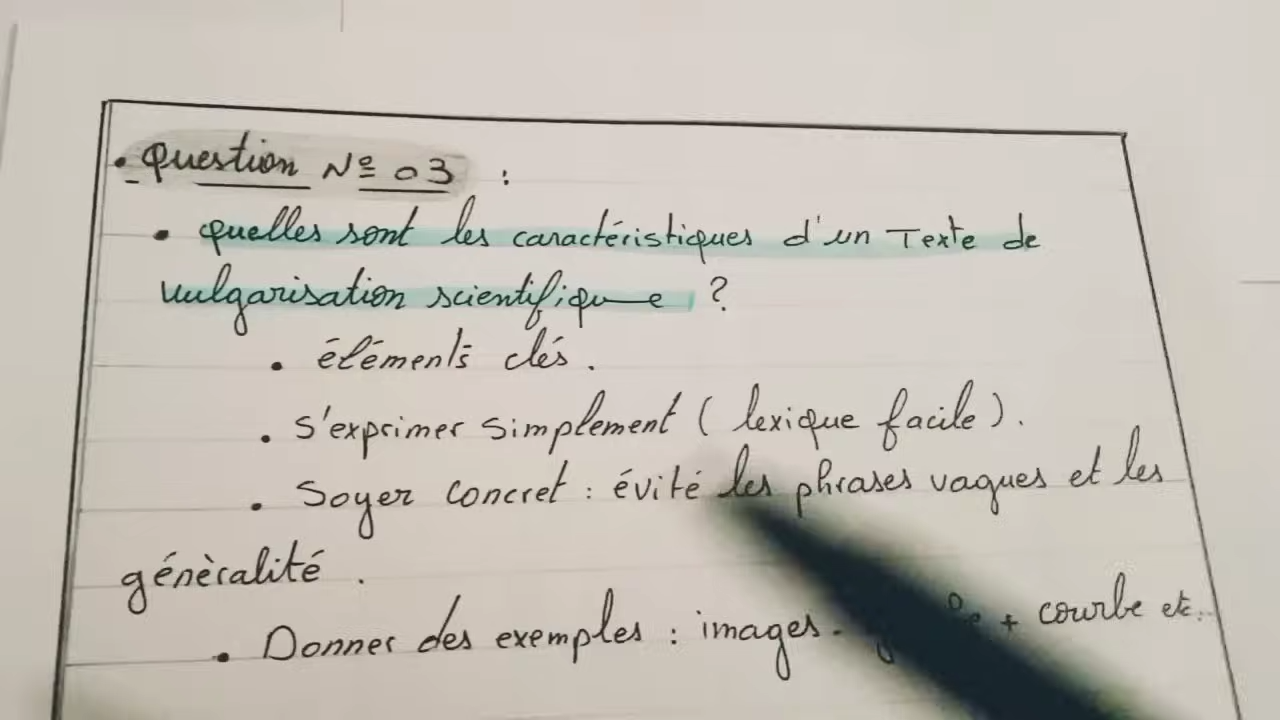 • Question N° 03 :
• quelles sont les caractéristiques d'un Texte de
vulgarisation scientifique ?
• éléments clés.
• s'exprimer simplement ( lexique facile ).
• Soyer concret : évité les phrases vagues et les
génèralité .
• Donner des exemples : images - + courbe etc..